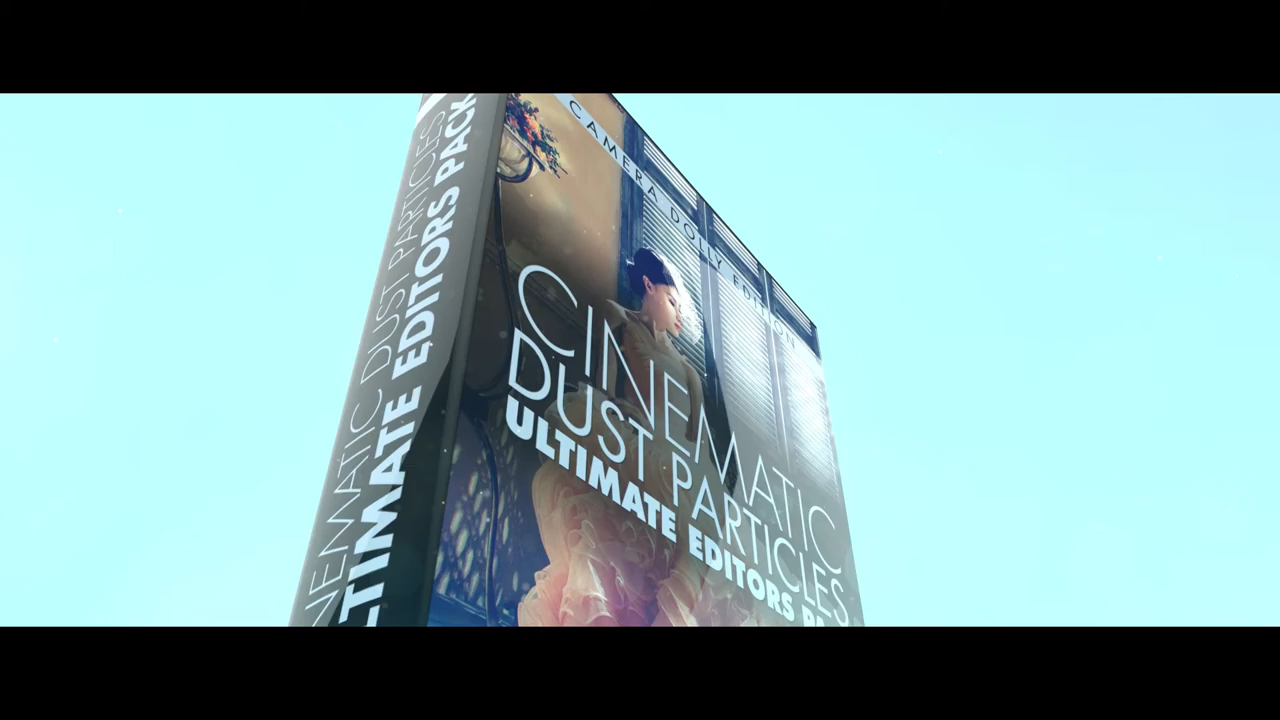 CINEMATIC DUST PARTICLES
ULTIMATE EDITORS PACK
CAMERA DOLLY EDITION
CINEMATIC
DUST PARTICLES
ULTIMATE EDITORS